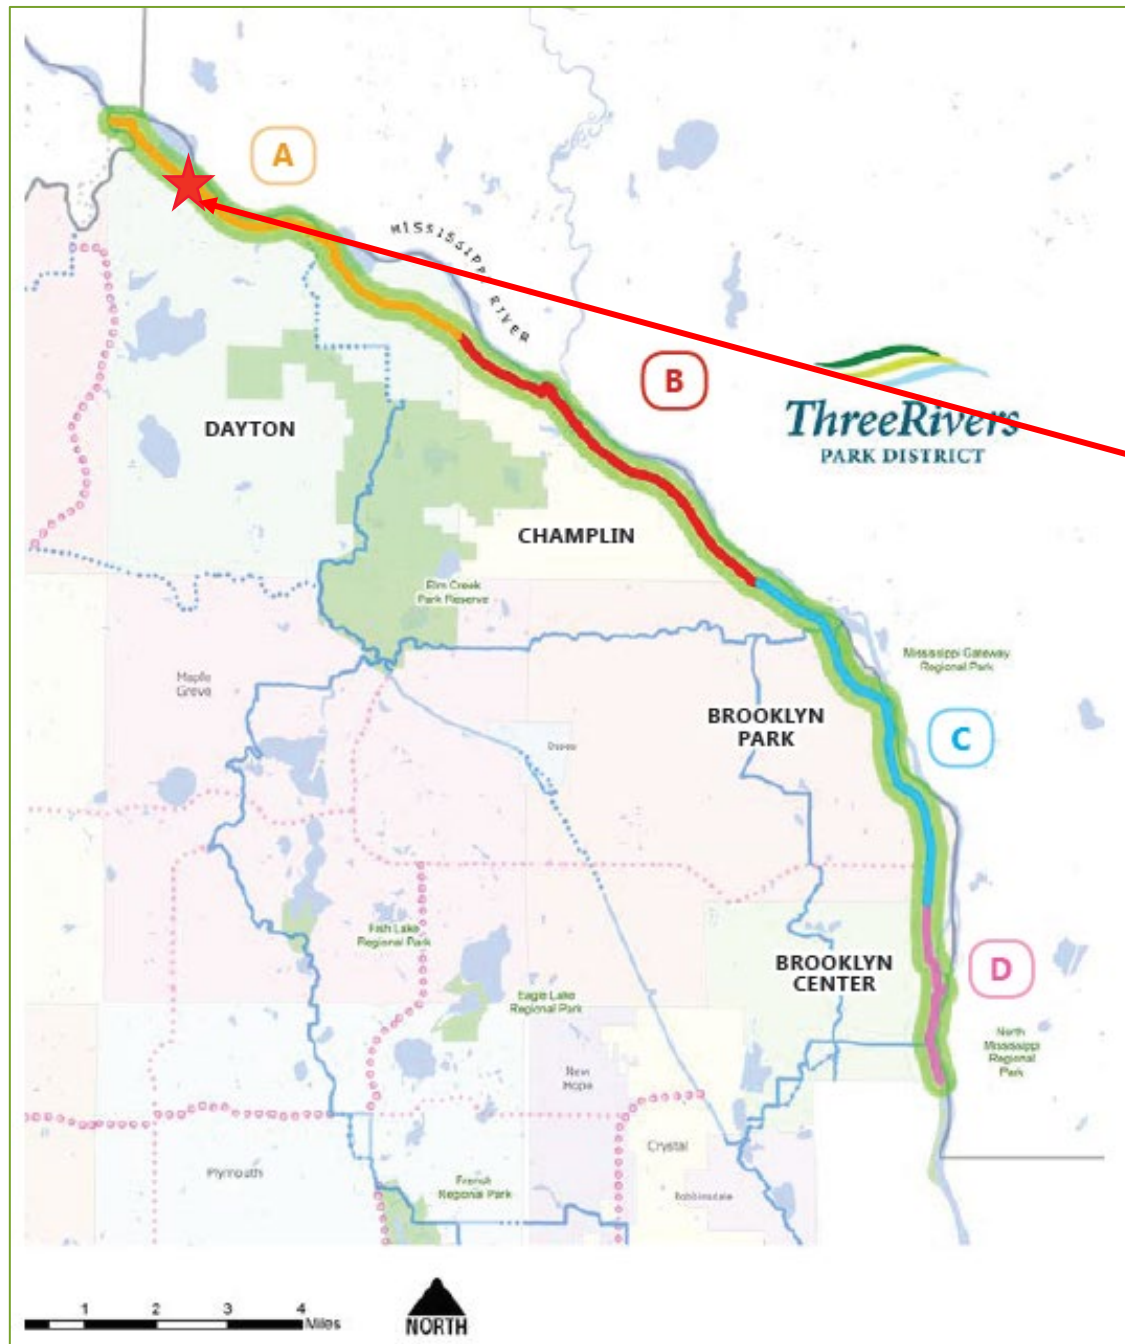 A
MISSISSIPPI RIVER
B
ThreeRivers
PARK DISTRICT
DAYTON
CHAMPLIN
Elm Creek
Park Reserve
Mississippi Gateway
Regional Park
Maple
Grove
BROOKLYN
PARK
C
Osseo
Fish Lake
Regional Park
BROOKLYN
CENTER
D
Eagle Lake
Regional Park
North
Mississippi
Regional
Park
New
Hope
Crystal
Plymouth
French
Regional Park
Robbinsdale
1 2 3 4
Miles
NORTH